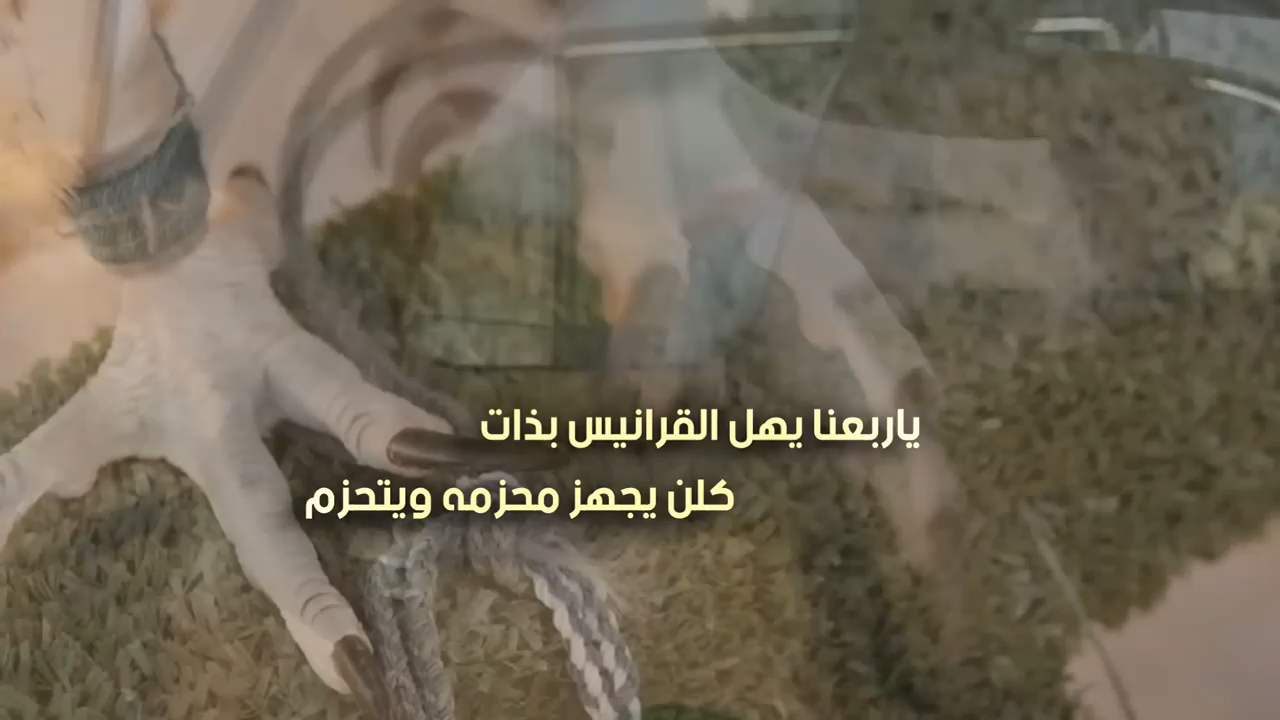 ياربعنا يهل القرانيس بذات
كلن يجهز محزمه ويتحزم